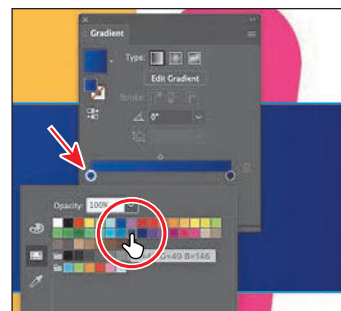 Gradient
Type:
Edit Gradient
Stroke:
0°
Opacity: 100%
G=49 B=146